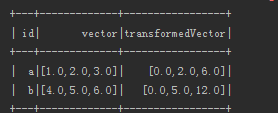 +---+-------------+-----------------+
| id|       vector|transformedVector|
+---+-------------+-----------------+
|  a|[1.0,2.0,3.0]|    [0.0,2.0,6.0]|
|  b|[4.0,5.0,6.0]|   [0.0,5.0,12.0]|
+---+-------------+-----------------+